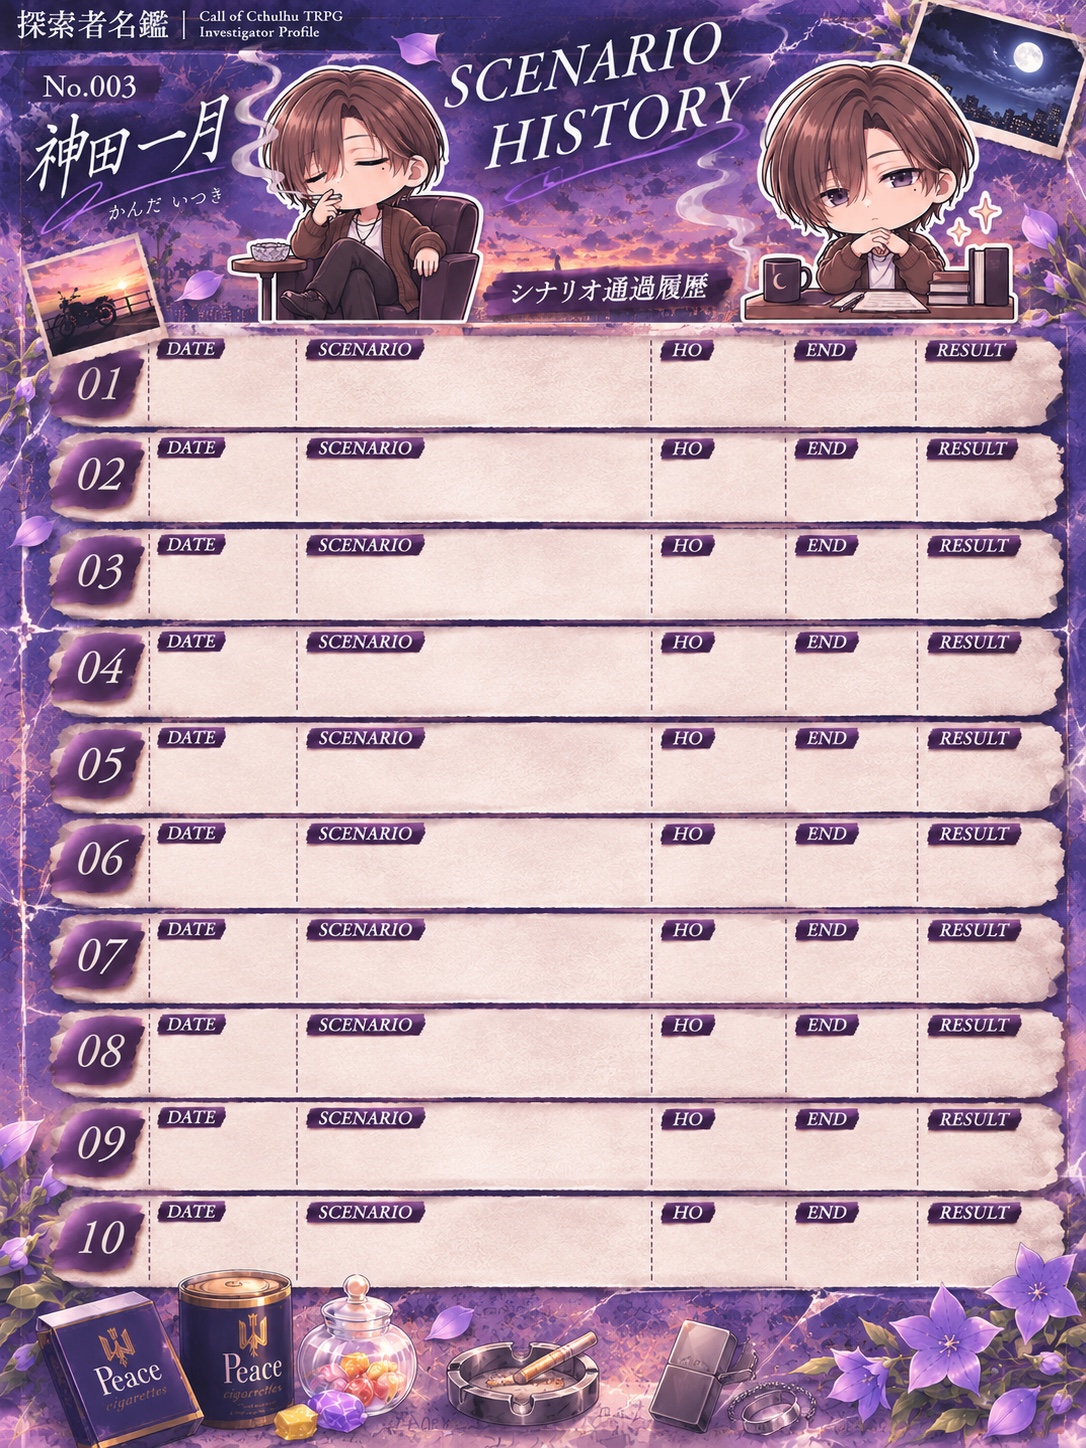 探索者名鑑
Call of Cthulhu TRPG
Investigator Profile
No.003
神田一月
かんだ いつき
SCENARIO
HISTORY
シナリオ通過履歴
01 DATE SCENARIO HO END RESULT
02 DATE SCENARIO HO END RESULT
03 DATE SCENARIO HO END RESULT
04 DATE SCENARIO HO END RESULT
05 DATE SCENARIO HO END RESULT
06 DATE SCENARIO HO END RESULT
07 DATE SCENARIO HO END RESULT
08 DATE SCENARIO HO END RESULT
09 DATE SCENARIO HO END RESULT
10 DATE SCENARIO HO END RESULT
Peace
cigarettes
Peace
cigarettes